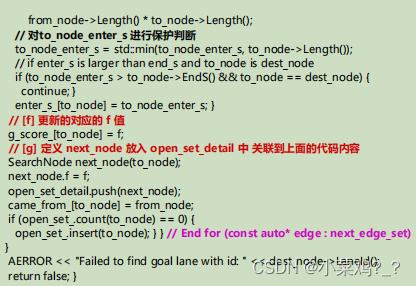 from_node->Length() * to_node->Length();
// 对to_node_enter_s 进行保护判断
to_node_enter_s = std::min(to_node_enter_s, to_node->Length());
// if enter_s is larger than end_s and to_node is dest_node
if (to_node_enter_s > to_node->EndS() && to_node == dest_node) {
continue; }
enter_s_[to_node] = to_node_enter_s; }
// [f] 更新的对应的 f 值
g_score_[to_node] = f;
// [g] 定义 next_node 放入 open_set_detail 中 关联到上面的代码内容
SearchNode next_node(to_node);
next_node.f = f;
open_set_detail.push(next_node);
came_from_[to_node] = from_node;
if (open_set_.count(to_node) == 0) {
open_set_.insert(to_node); } } // End for (const auto* edge : next_edge_set)
}
AERROR << "Failed to find goal lane with id: " << dest_node->LaneId();
return false; }
CSDN @小菜鸡?_?